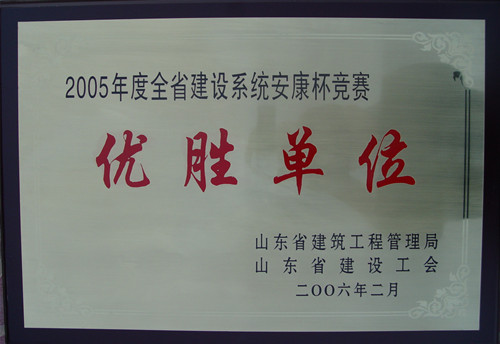 2005年度全省建设系统安康杯竞赛
优胜单位
山东省建筑工程管理局
山东省建设工会
二OO六年二月